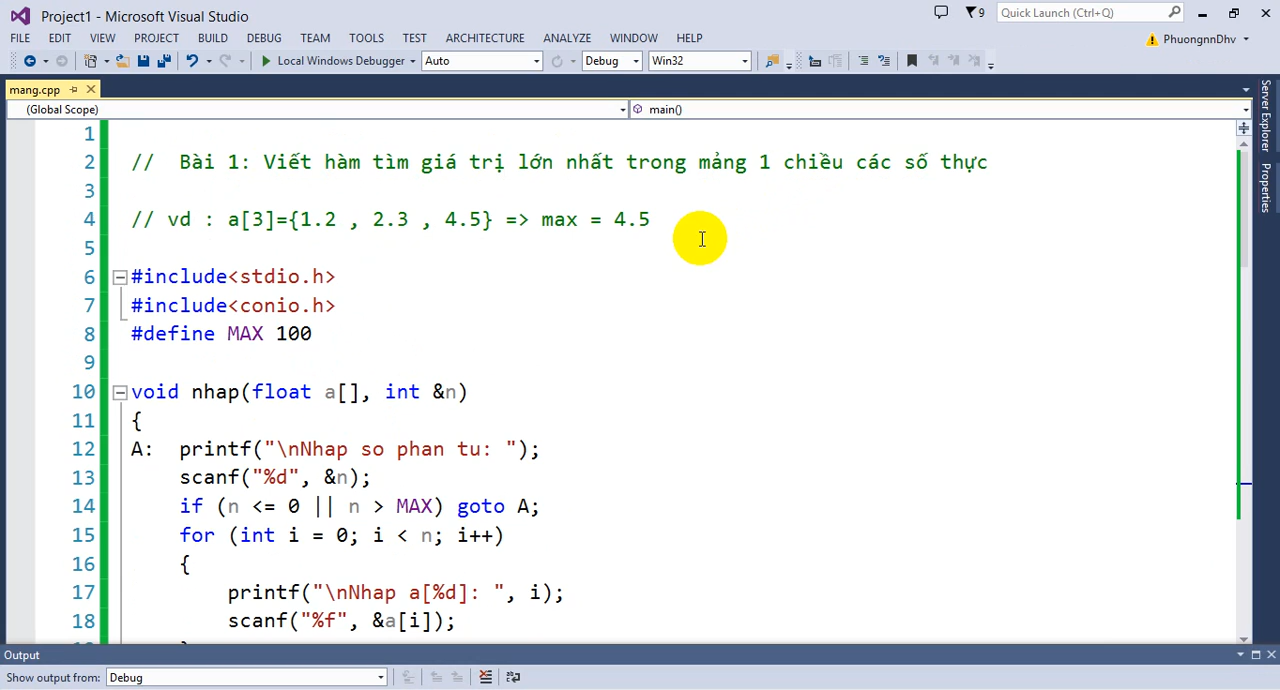 Project1 - Microsoft Visual Studio
9
Quick Launch (Ctrl+Q)
FILE EDIT VIEW PROJECT BUILD DEBUG TEAM TOOLS TEST ARCHITECTURE ANALYZE WINDOW HELP
PhuongnnDhv
Local Windows Debugger Auto Debug Win32
mang.cpp
(Global Scope) main()
Server Explorer
Properties
1
2 // Bài 1: Viết hàm tìm giá trị lớn nhất trong mảng 1 chiều các số thực
3
4 // vd : a[3]={1.2 , 2.3 , 4.5} => max = 4.5
5
6 #include<stdio.h>
7 #include<conio.h>
8 #define MAX 100
9
10 void nhap(float a[], int &n)
11 {
12 A: printf("\nNhap so phan tu: ");
13 scanf("%d", &n);
14 if (n <= 0 || n > MAX) goto A;
15 for (int i = 0; i < n; i++)
16 {
17 printf("\nNhap a[%d]: ", i);
18 scanf("%f", &a[i]);
Output
Show output from: Debug